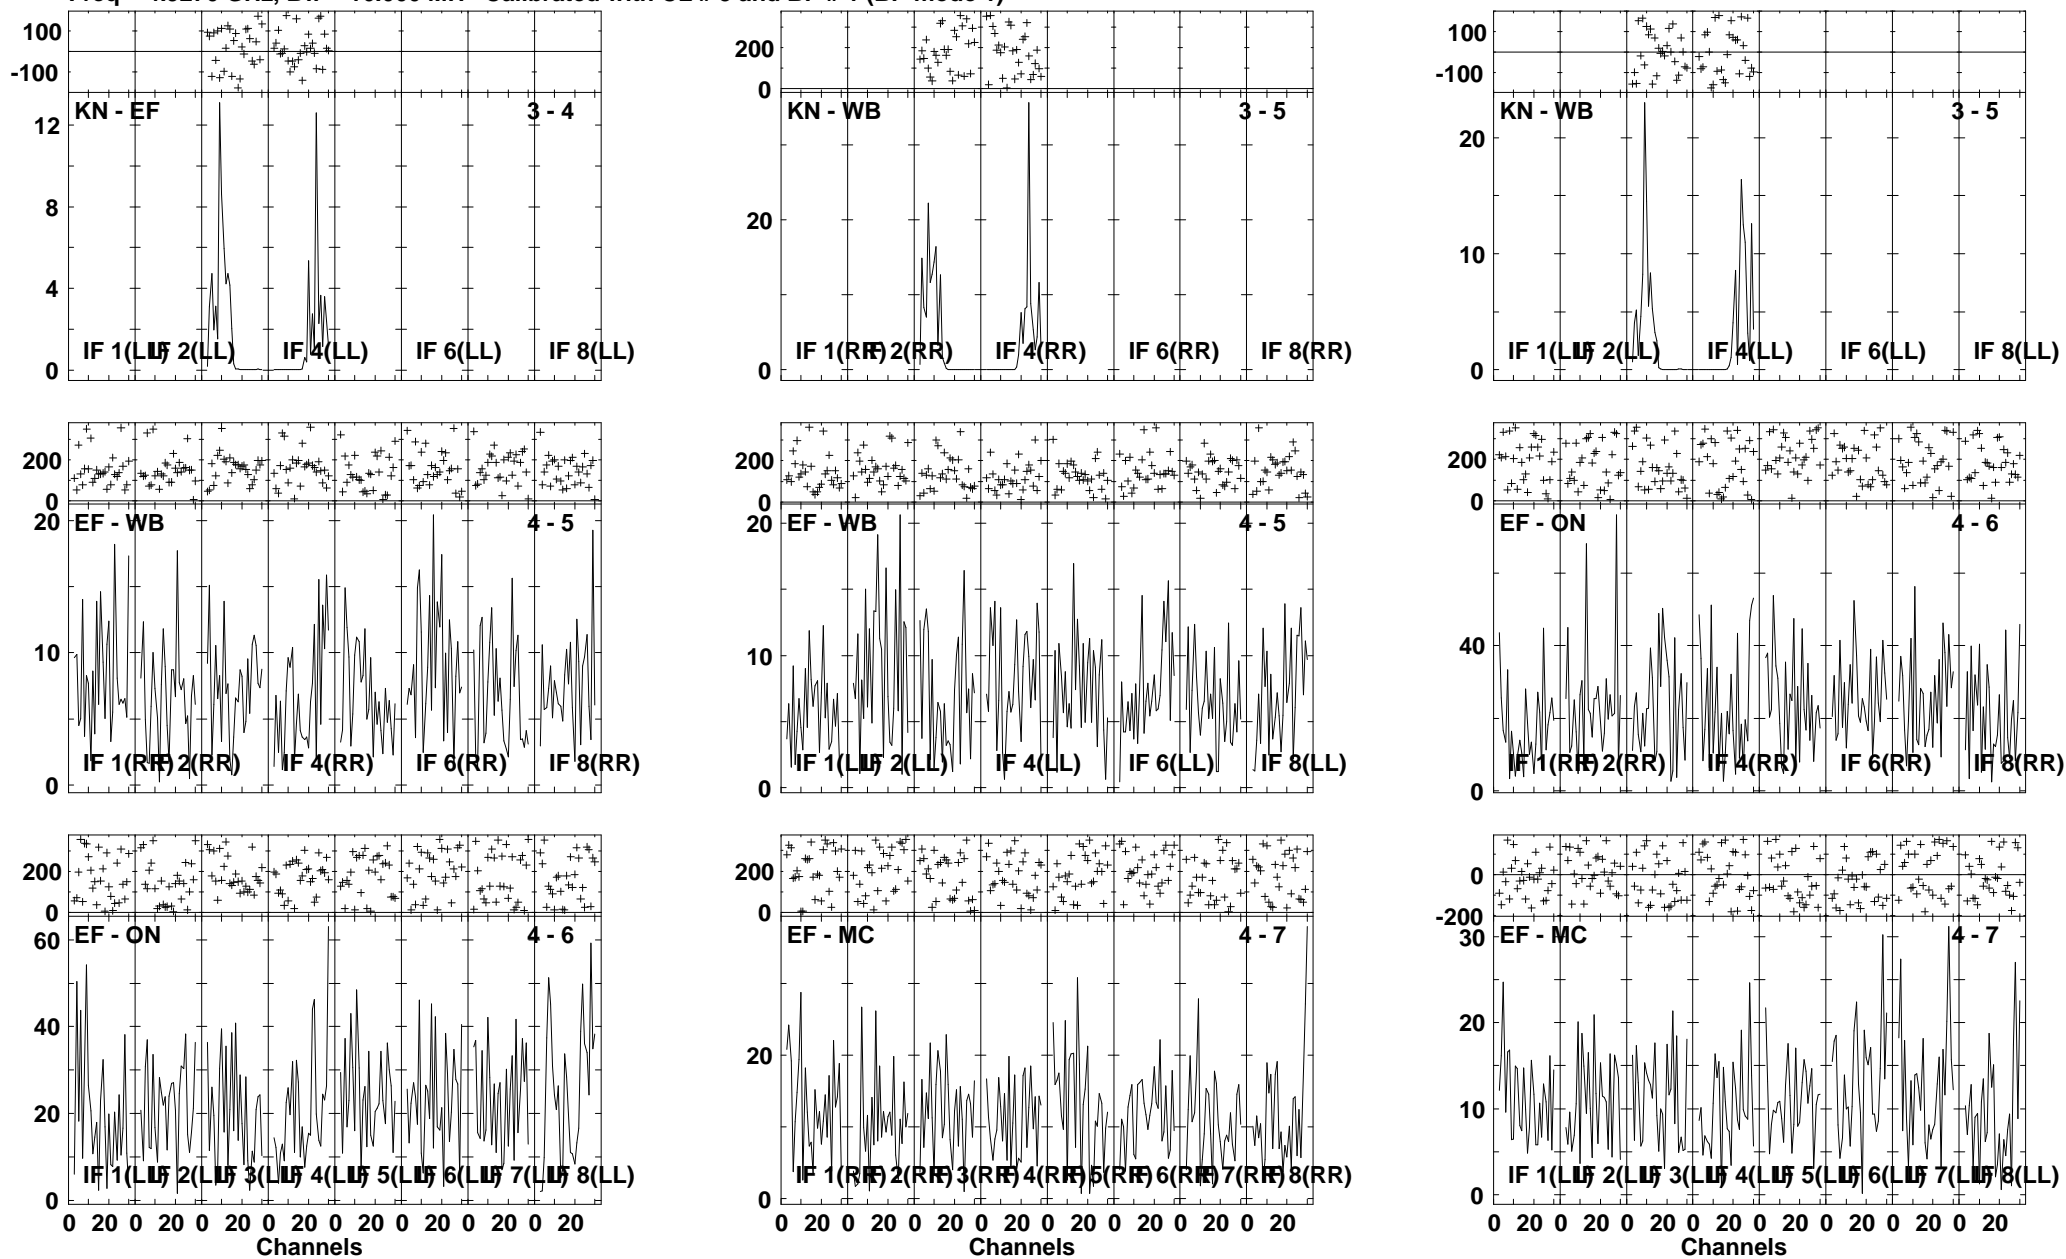 100
-100
KN - EF 3 - 4
12
8
4
0
IF 1(LL) IF 2(LL) IF 4(LL) IF 6(LL) IF 8(LL)
200
0
KN - WB 3 - 5
20
0
IF 1(RR) IF 2(RR) IF 4(RR) IF 6(RR) IF 8(RR)
100
-100
KN - WB 3 - 5
20
10
0
IF 1(LL) IF 2(LL) IF 4(LL) IF 6(LL) IF 8(LL)
200
0
EF - WB 4 - 5
20
10
0
IF 1(RR) IF 2(RR) IF 4(RR) IF 6(RR) IF 8(RR)
200
0
EF - WB 4 - 5
20
10
0
IF 1(LL) IF 2(LL) IF 4(LL) IF 6(LL) IF 8(LL)
200
0
EF - ON 4 - 6
40
0
IF 1(RR) IF 2(RR) IF 4(RR) IF 6(RR) IF 8(RR)
200
0
EF - ON 4 - 6
60
40
20
0
IF 1(LL) IF 2(LL) IF 3(LL) IF 4(LL) IF 5(LL) IF 6(LL) IF 7(LL) IF 8(LL)
0 20 0 20 0 20 0 20 0 20 0 20 0 20 0 20
Channels
200
0
EF - MC 4 - 7
20
0
IF 1(RR) IF 2(RR) IF 3(RR) IF 4(RR) IF 5(RR) IF 6(RR) IF 7(RR) IF 8(RR)
0 20 0 20 0 20 0 20 0 20 0 20 0 20 0 20
Channels
0
-200
EF - MC 4 - 7
30
20
10
0
IF 1(LL) IF 2(LL) IF 3(LL) IF 4(LL) IF 5(LL) IF 6(LL) IF 7(LL) IF 8(LL)
0 20 0 20 0 20 0 20 0 20 0 20 0 20 0 20
Channels